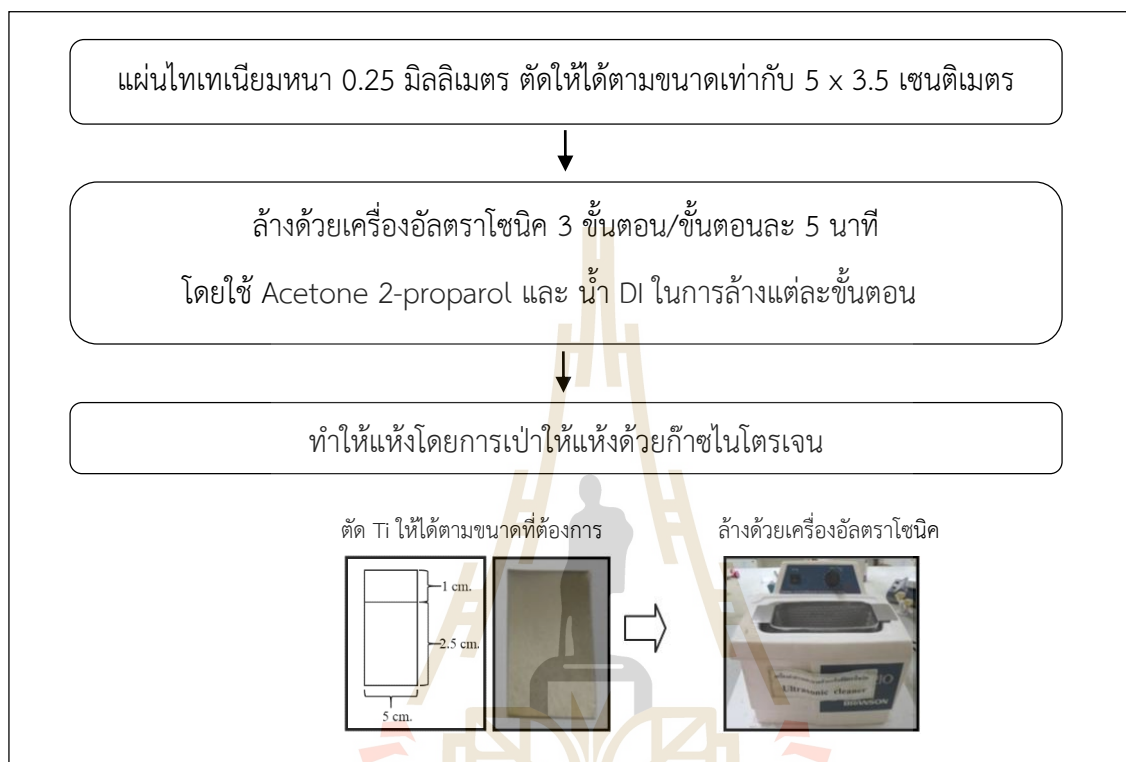 แผ่นไทเทเนียมหนา 0.25 มิลลิเมตร ตัดให้ได้ตามขนาดเท่ากับ 5 x 3.5 เซนติเมตร
ล้างด้วยเครื่องอัลตราโซนิค 3 ขั้นตอน/ขั้นตอนละ 5 นาที
โดยใช้ Acetone 2-proparol และ น้ำ DI ในการล้างแต่ละขั้นตอน
ทำให้แห้งโดยการเป่าให้แห้งด้วยก๊าซไนโตรเจน
ตัด Ti ให้ได้ตามขนาดที่ต้องการ
ล้างด้วยเครื่องอัลตราโซนิค
1 cm.
2.5 cm.
5 cm.
Ultrasonic cleaner
BRANSON